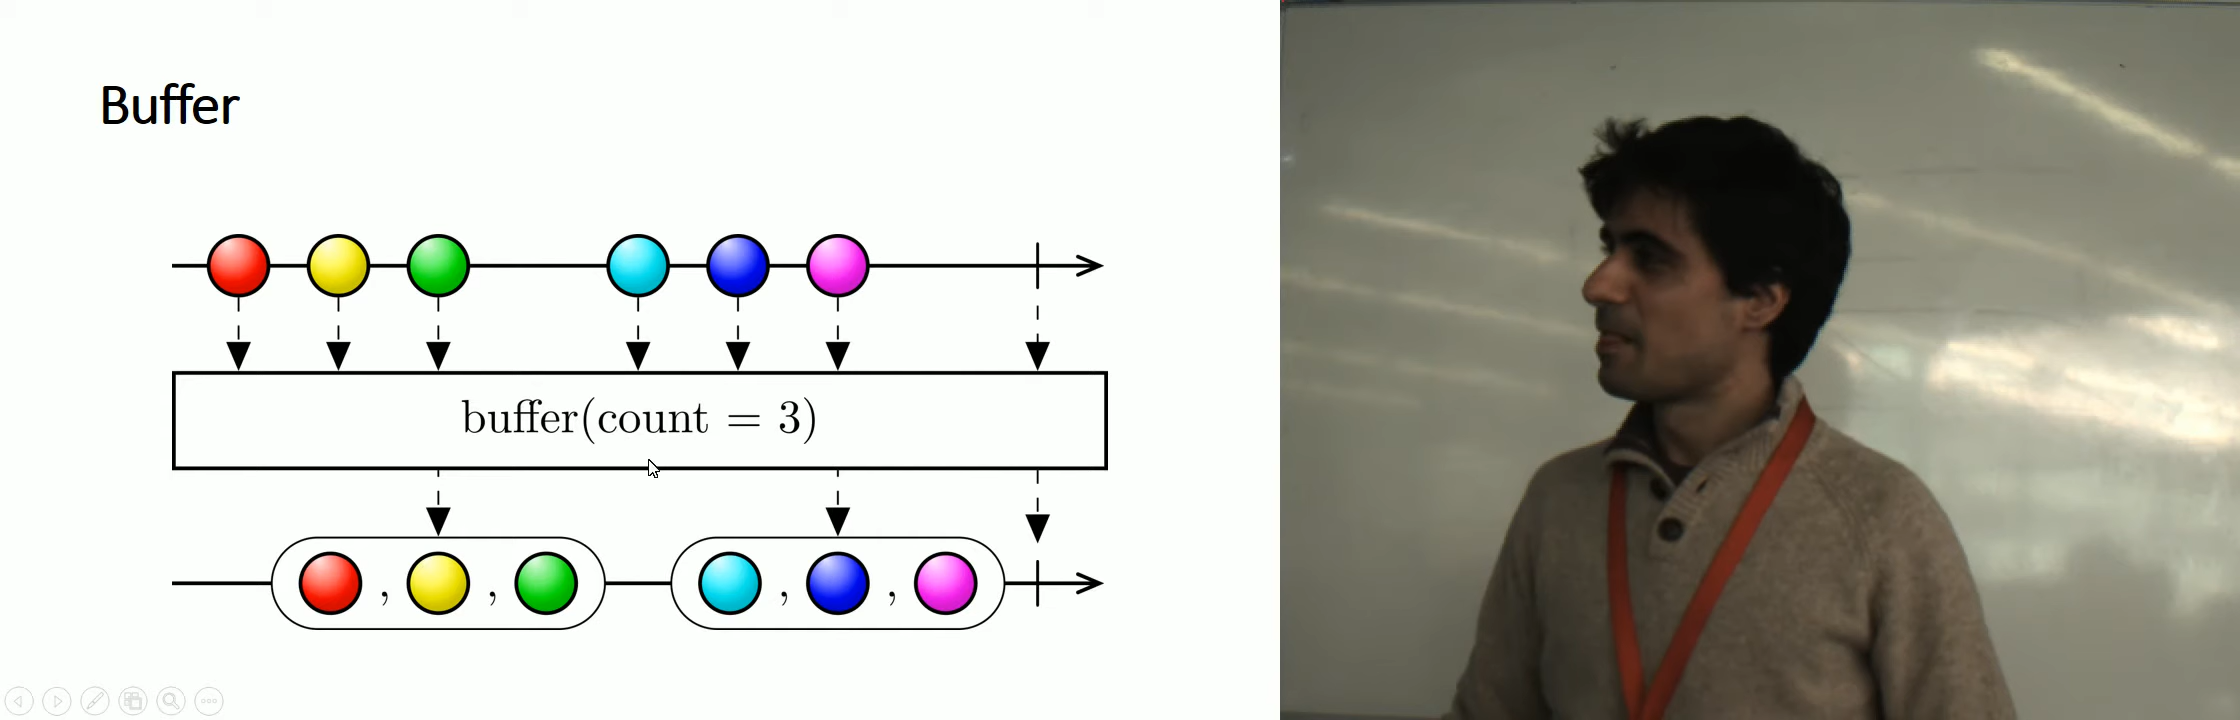 Buffer
buffer(count = 3)
, ,
, ,